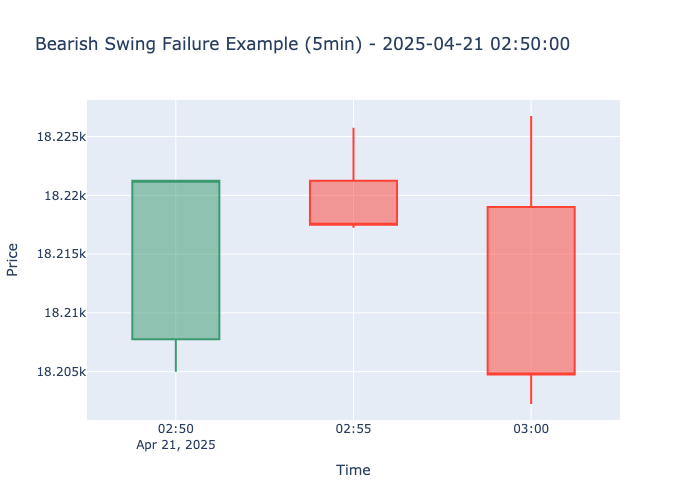 Bearish Swing Failure Example (5min) - 2025-04-21 02:50:00
18.225k
18.22k
18.215k
18.21k
18.205k
Price
02:50
Apr 21, 2025
02:55
03:00
Time